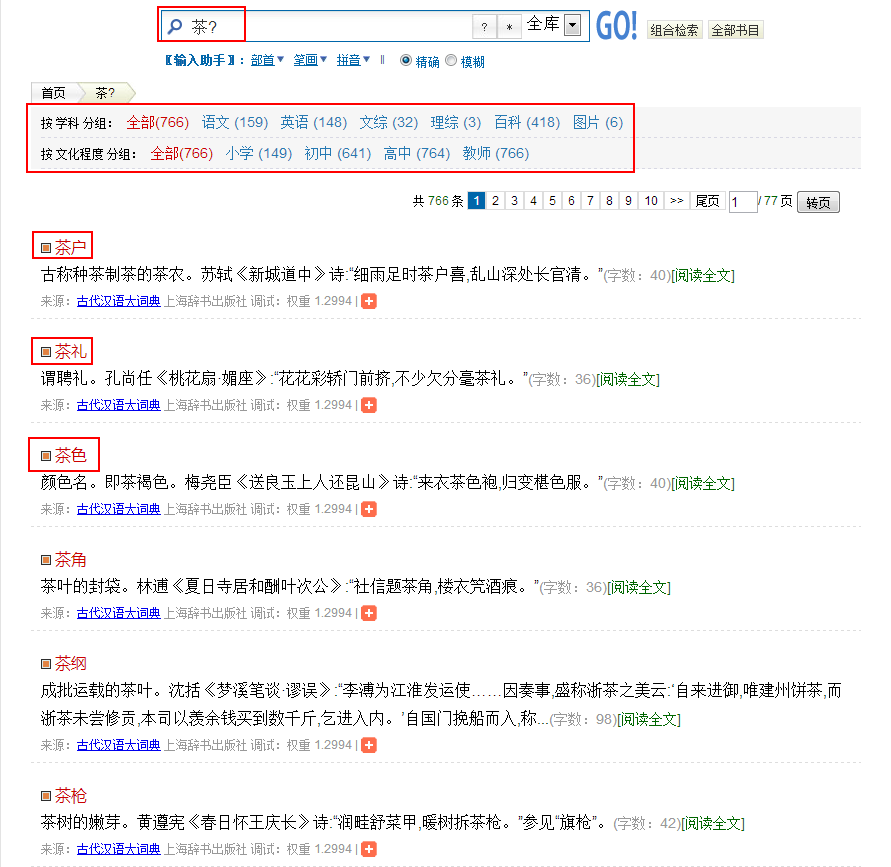 茶? ? * 全库 GO! 组合检索 全部书目
〖输入助手〗: 部首 笔画 拼音 ‖ 精确 模糊
首页 茶?
按 学科 分组: 全部(766) 语文 (159) 英语 (148) 文综 (32) 理综 (3) 百科 (418) 图片 (6)
按 文化程度 分组: 全部(766) 小学 (149) 初中 (641) 高中 (764) 教师 (766)
共 766 条 1 2 3 4 5 6 7 8 9 10 >> 尾页 1 / 77 页 转页
茶户
古称种茶制茶的茶农。苏轼《新城道中》诗:“细雨足时茶户喜,乱山深处长官清。”(字数: 40)[阅读全文]
来源: 古代汉语大词典 上海辞书出版社 调试: 权重 1.2994 | +
茶礼
谓聘礼。孔尚任《桃花扇·媚座》:“花花彩轿门前挤,不少欠分毫茶礼。”(字数: 36)[阅读全文]
来源: 古代汉语大词典 上海辞书出版社 调试: 权重 1.2994 | +
茶色
颜色名。即茶褐色。梅尧臣《送良玉上人还昆山》诗:“来衣茶色袍,归变椹色服。”(字数: 40)[阅读全文]
来源: 古代汉语大词典 上海辞书出版社 调试: 权重 1.2994 | +
茶角
茶叶的封袋。林逋《夏日寺居和酬叶次公》:“社信题茶角,楼衣笐酒痕。”(字数: 36)[阅读全文]
来源: 古代汉语大词典 上海辞书出版社 调试: 权重 1.2994 | +
茶纲
成批运载的茶叶。沈括《梦溪笔谈·谬误》:“李溥为江淮发运使……因奏事,盛称浙茶之美云:‘自来进御,唯建州饼茶,而
浙茶未尝修贡,本司以羡余钱买到数千斤,乞进入内。’自国门挽船而入,称...(字数: 98)[阅读全文]
来源: 古代汉语大词典 上海辞书出版社 调试: 权重 1.2994 | +
茶枪
茶树的嫩芽。黄遵宪《春日怀王庆长》诗:“润畦舒菜甲,暖树拆茶枪。”参见“旗枪”。(字数: 42)[阅读全文]
来源: 古代汉语大词典 上海辞书出版社 调试: 权重 1.2994 | +